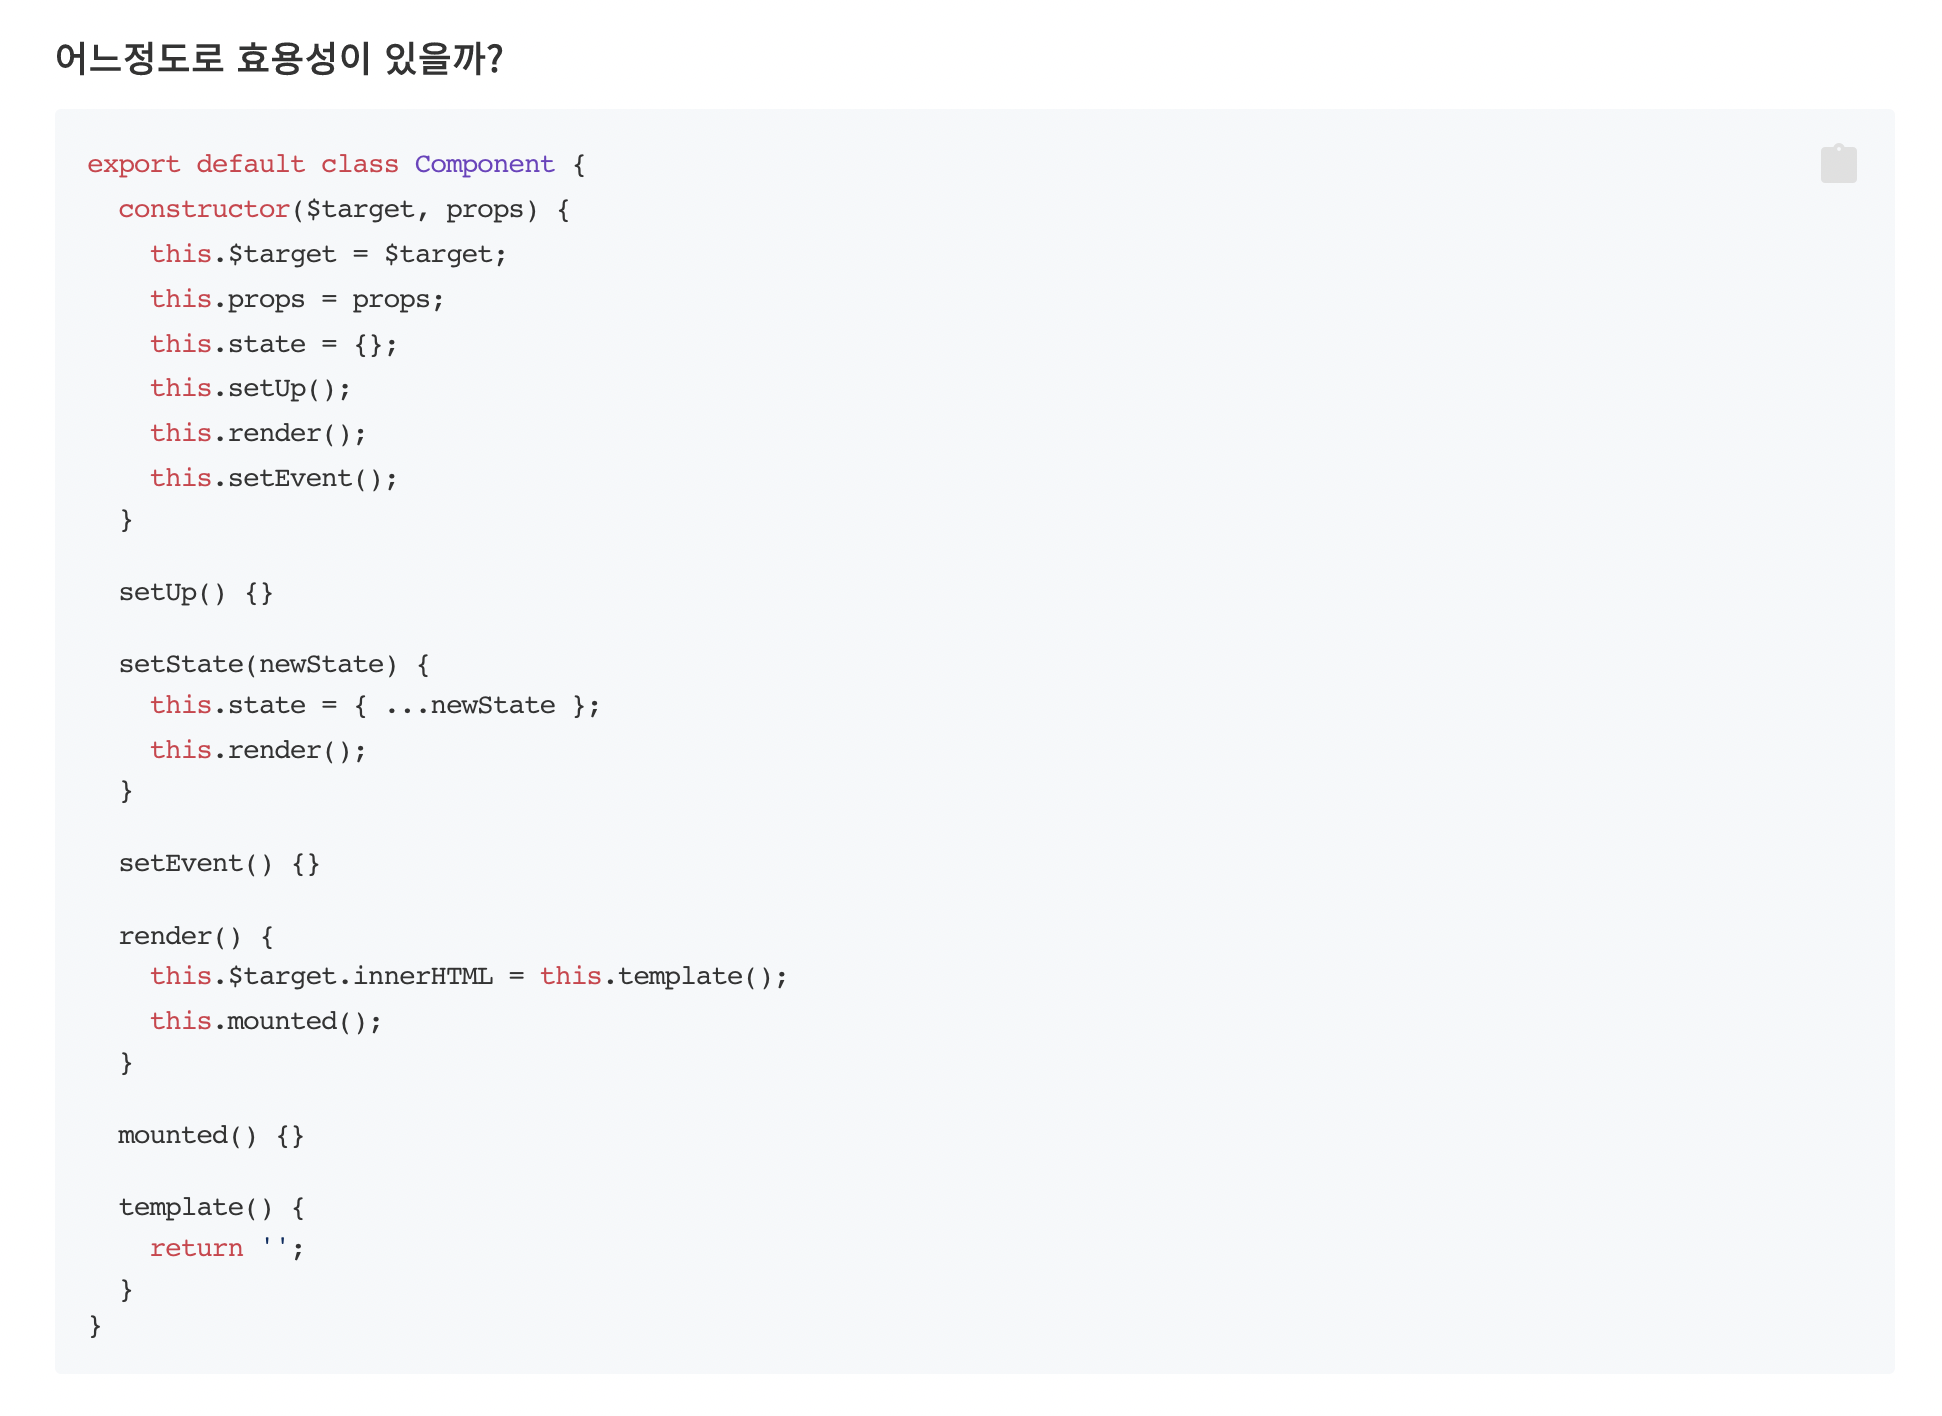 어느정도로 효용성이 있을까?
export default class Component {
  constructor($target, props) {
    this.$target = $target;
    this.props = props;
    this.state = {};
    this.setUp();
    this.render();
    this.setEvent();
  }

  setUp() {}

  setState(newState) {
    this.state = { ...newState };
    this.render();
  }

  setEvent() {}

  render() {
    this.$target.innerHTML = this.template();
    this.mounted();
  }

  mounted() {}

  template() {
    return '';
  }
}